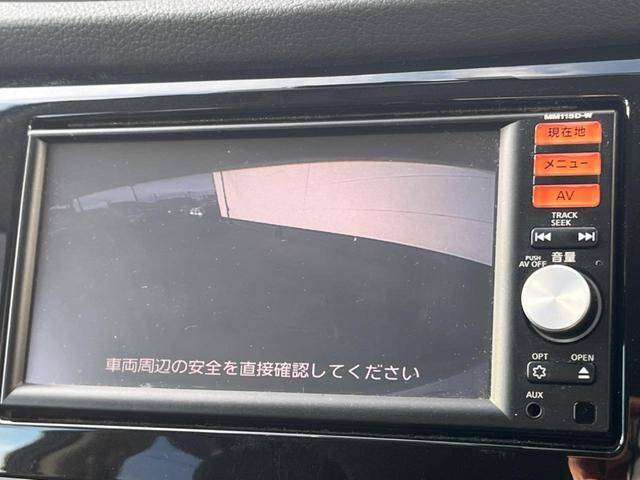 MM115D-W
現在地
メニュー
AV
TRACK
SEEK
PUSH
AV OFF
音量
OPT
OPEN
AUX
車両周辺の安全を直接確認してください